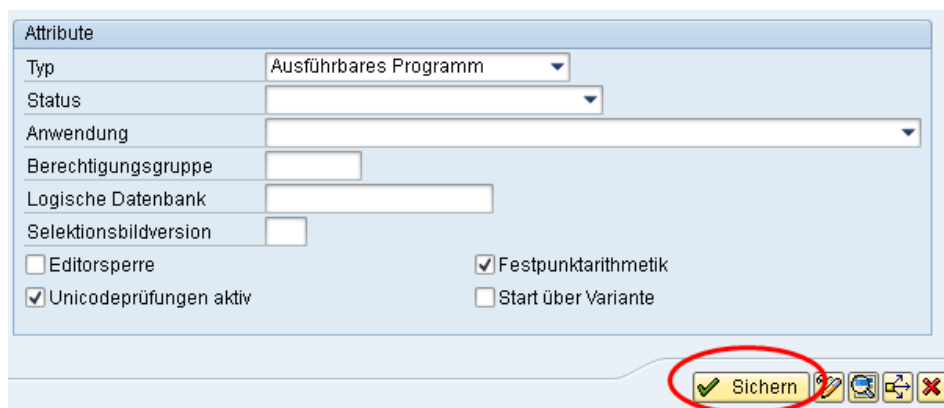 Attribute
Typ Ausführbares Programm
Status
Anwendung
Berechtigungsgruppe
Logische Datenbank
Selektionsbildversion
Editorsperre Festpunktarithmetik
Unicodeprüfungen aktiv Start über Variante
Sichern